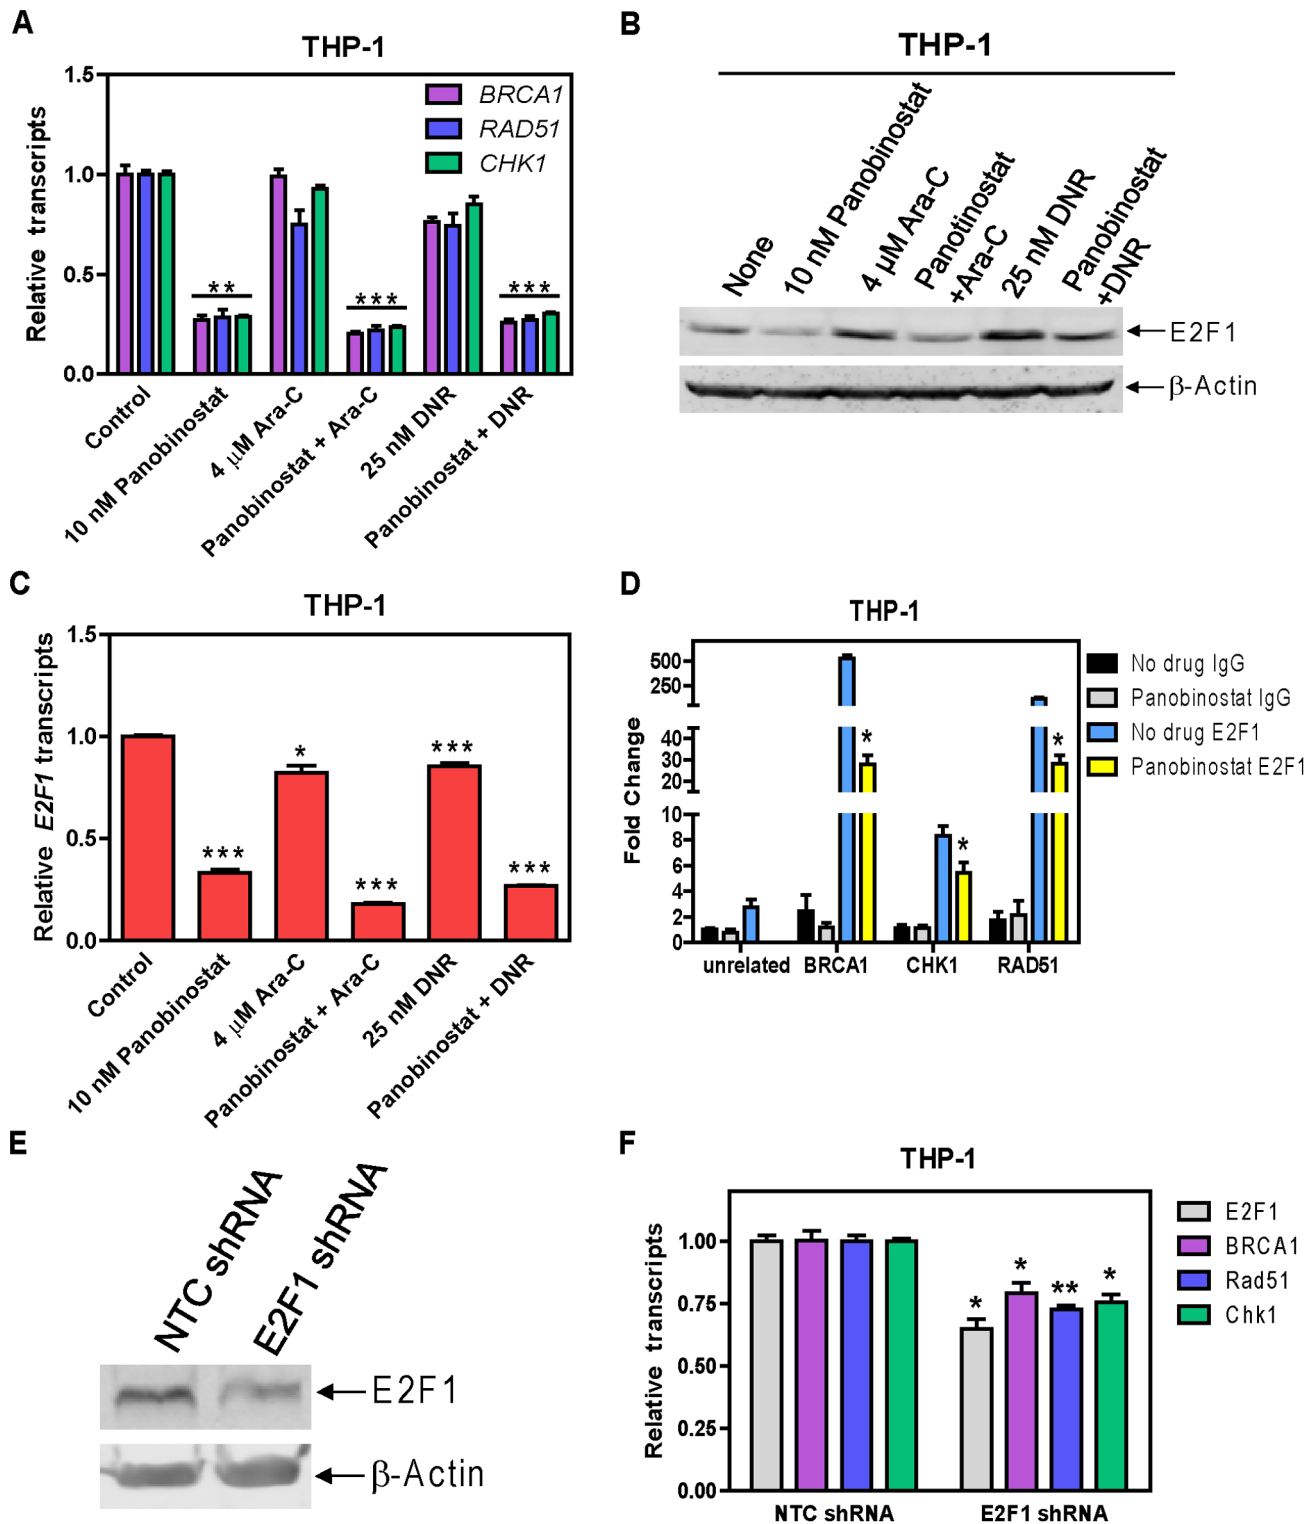 A
THP-1
Relative transcripts
1.5
1.0
0.5
0.0
BRCA1
RAD51
CHK1
**
***
***
Control
10 nM Panobinostat
4 μM Ara-C
Panobinostat + Ara-C
25 nM DNR
Panobinostat + DNR
B
THP-1
None
10 nM Panobinostat
4 μM Ara-C
Panotinostat
+Ara-C
25 nM DNR
Panobinostat
+DNR
E2F1
β-Actin
C
THP-1
Relative E2F1 transcripts
1.5
1.0
0.5
0.0
***
*
***
***
***
Control
10 nM Panobinostat
4 μM Ara-C
Panobinostat + Ara-C
25 nM DNR
Panobinostat + DNR
D
THP-1
Fold Change
500
250
40
30
20
10
8
6
4
2
0
*
*
*
unrelated
BRCA1
CHK1
RAD51
No drug IgG
Panobinostat IgG
No drug E2F1
Panobinostat E2F1
E
NTC shRNA
E2F1 shRNA
E2F1
β-Actin
F
THP-1
Relative transcripts
1.00
0.75
0.50
0.25
0.00
*
*
**
*
NTC shRNA
E2F1 shRNA
E2F1
BRCA1
Rad51
Chk1